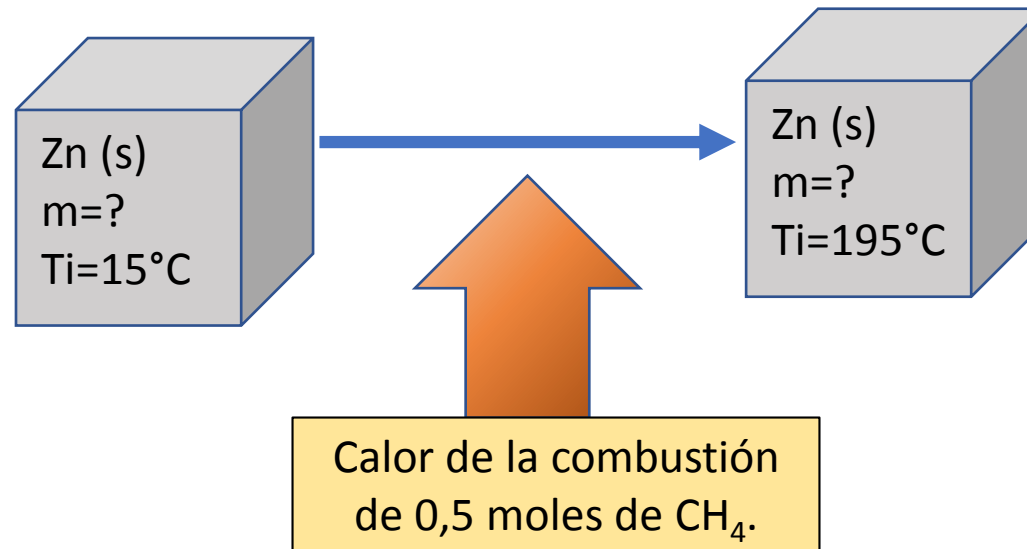 Zn (s)
m=?
Ti=15°C
Zn (s)
m=?
Ti=195°C
Calor de la combustión
de 0,5 moles de CH₄.